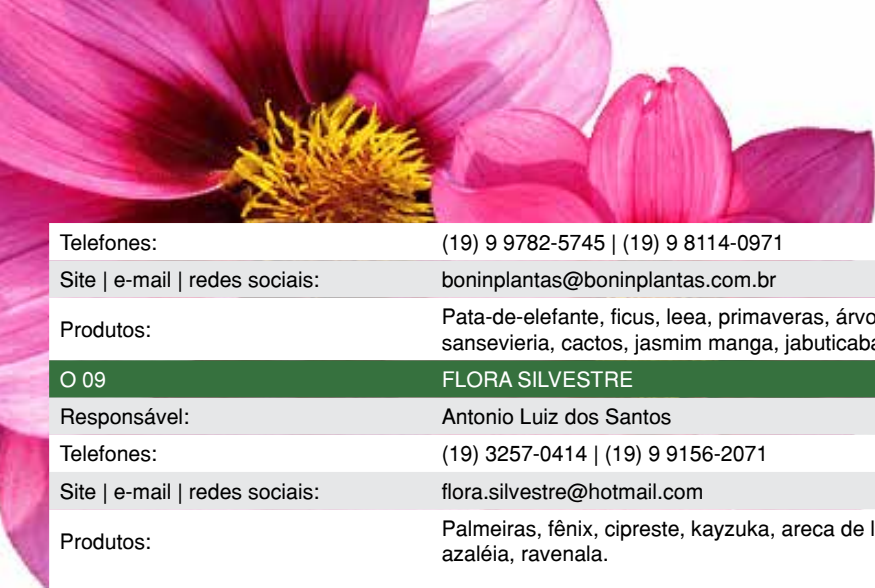 Telefones: (19) 9 9782-5745 | (19) 9 8114-0971
Site | e-mail | redes sociais: boninplantas@boninplantas.com.br
Produtos: Pata-de-elefante, ficus, leea, primaveras,
sansevieria, cactos, jasmim manga,
O 09 FLORA SILVESTRE
Responsável: Antonio Luiz dos Santos
Telefones: (19) 3257-0414 | (19) 9 9156-2071
Site | e-mail | redes sociais: flora.silvestre@hotmail.com
Produtos: Palmeiras, fênix, cipreste, kayzuka, areca de
azaléia, ravenala.